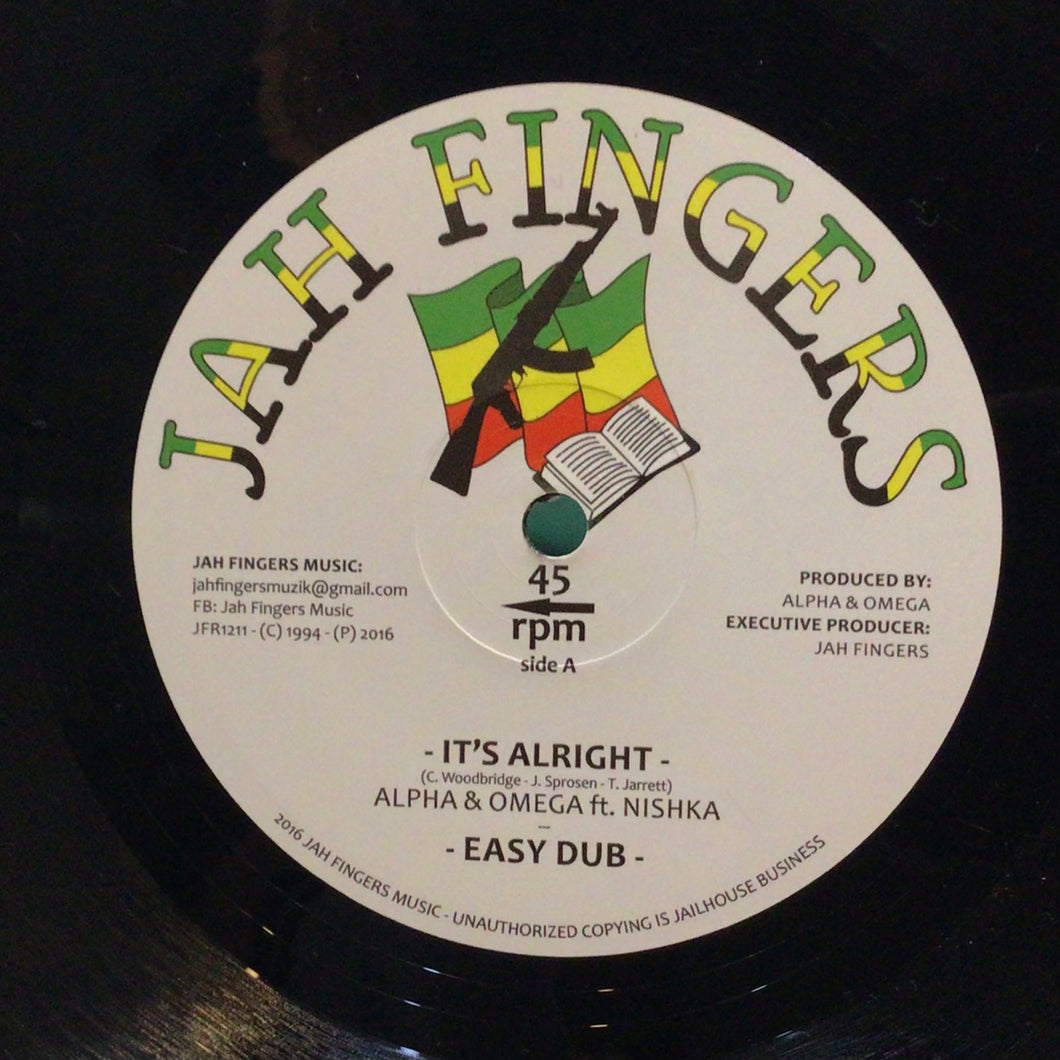 JAH FINGERS
JAH FINGERS MUSIC:
jahfingersmuzik@gmail.com
FB: Jah Fingers Music
JFR1211 - (C) 1994 - (P) 2016
PRODUCED BY:
ALPHA & OMEGA
EXECUTIVE PRODUCER:
JAH FINGERS
45
rpm
side A
- IT'S ALRIGHT -
(C. Woodbridge - J. Sprosen - T. Jarrett)
ALPHA & OMEGA ft. NISHKA
~
- EASY DUB -
2016 JAH FINGERS MUSIC - UNAUTHORIZED COPYING IS JAILHOUSE BUSINESS